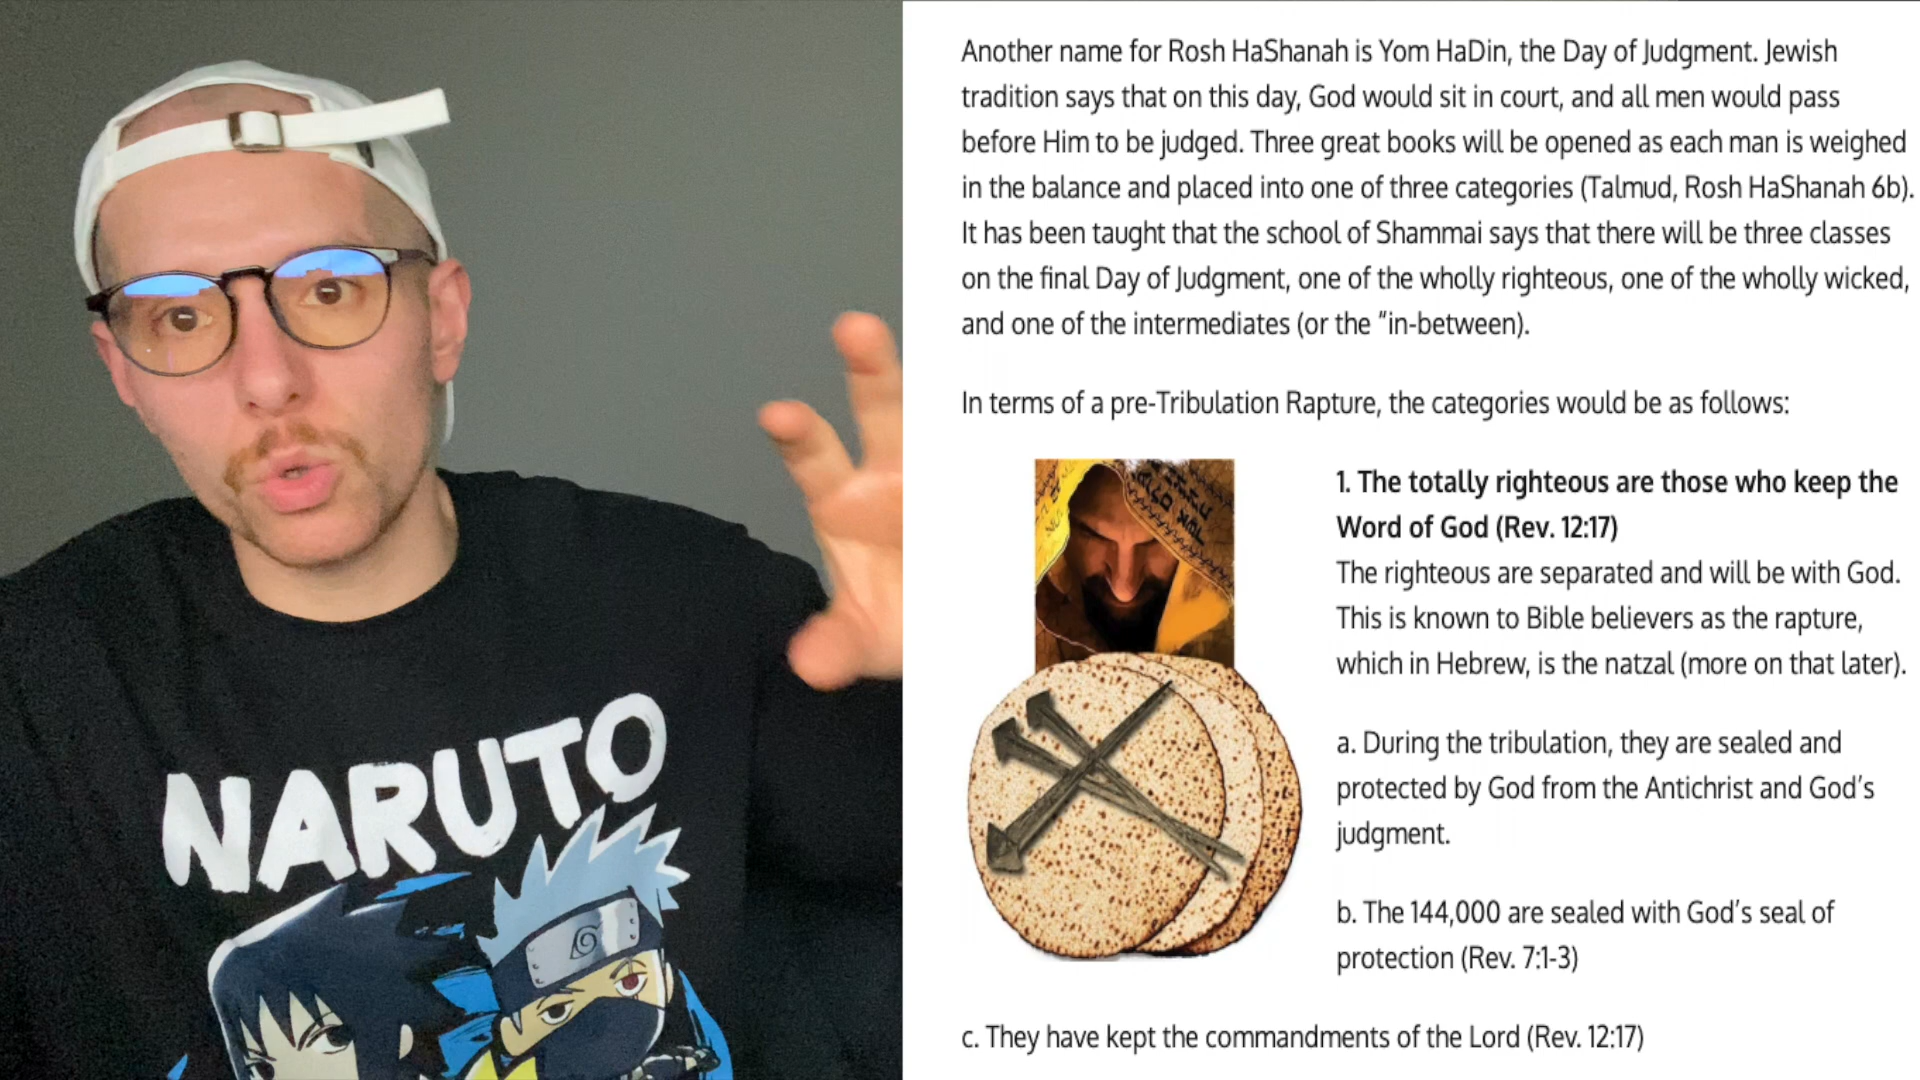 NARUTO
Another name for Rosh HaShanah is Yom HaDin, the Day of Judgment. Jewish
tradition says that on this day, God would sit in court, and all men would pass
before Him to be judged. Three great books will be opened as each man is weighed
in the balance and placed into one of three categories (Talmud, Rosh HaShanah 6b).
It has been taught that the school of Shammai says that there will be three classes
on the final Day of Judgment, one of the wholly righteous, one of the wholly wicked,
and one of the intermediates (or the “in-between).
In terms of a pre-Tribulation Rapture, the categories would be as follows:
1. The totally righteous are those who keep the
Word of God (Rev. 12:17)
The righteous are separated and will be with God.
This is known to Bible believers as the rapture,
which in Hebrew, is the natzal (more on that later).
a. During the tribulation, they are sealed and
protected by God from the Antichrist and God’s
judgment.
b. The 144,000 are sealed with God’s seal of
protection (Rev. 7:1-3)
c. They have kept the commandments of the Lord (Rev. 12:17)